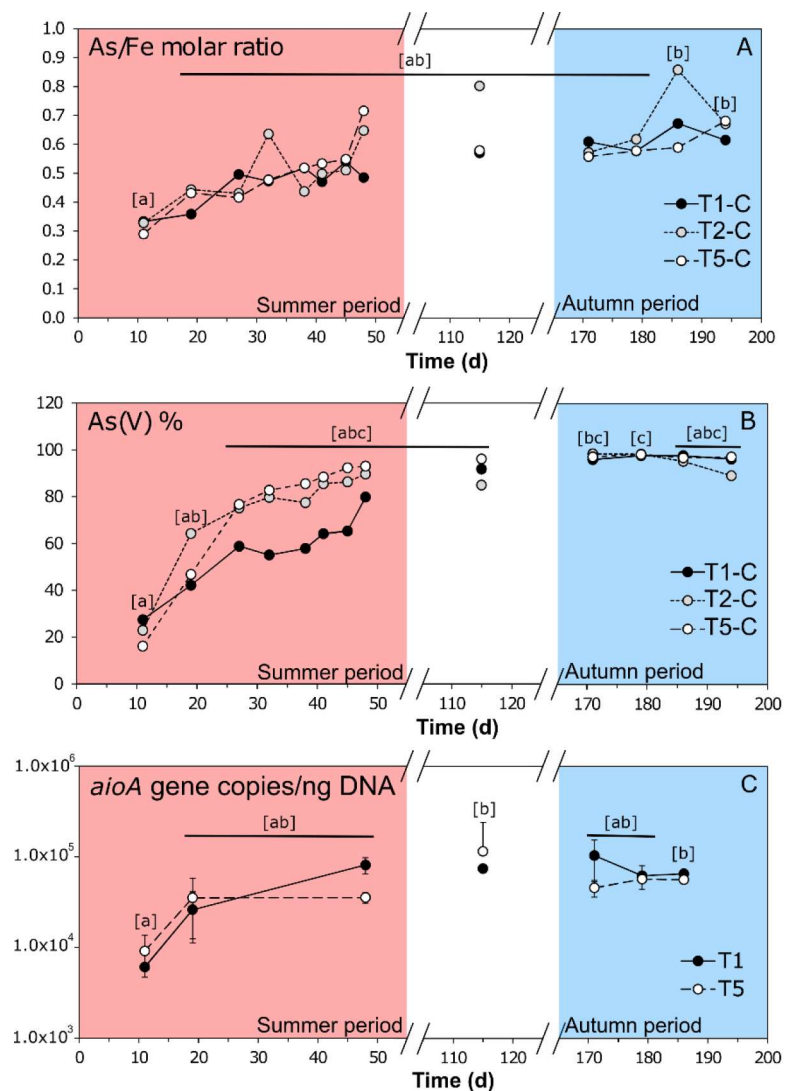 As/Fe molar ratio
A
1.0
0.9
0.8
0.7
0.6
0.5
0.4
0.3
0.2
0.1
0.0
[ab]
[a]
[b]
[b]
T1-C
T2-C
T5-C
Summer period
Autumn period
0 10 20 30 40 50 110 120 170 180 190 200
Time (d)
As(V) %
B
120
100
80
60
40
20
0
[abc]
[bc] [c] [abc]
[ab]
[a]
T1-C
T2-C
T5-C
Summer period
Autumn period
0 10 20 30 40 50 110 120 170 180 190 200
Time (d)
aioA gene copies/ng DNA
C
1.0x10⁶
1.0x10⁵
1.0x10⁴
1.0x10³
[ab]
[b]
[ab]
[b]
[a]
T1
T5
Summer period
Autumn period
0 10 20 30 40 50 110 120 170 180 190 200
Time (d)